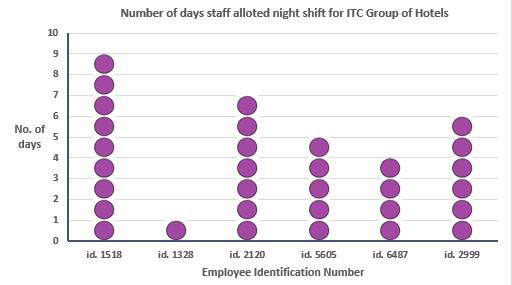 Number of days staff alloted night shift for ITC Group of Hotels
10
9
8
7
6
5
4
3
2
1
0
No. of
days
id. 1518 id. 1328 id. 2120 id. 5605 id. 6487 id. 2999
Employee Identification Number